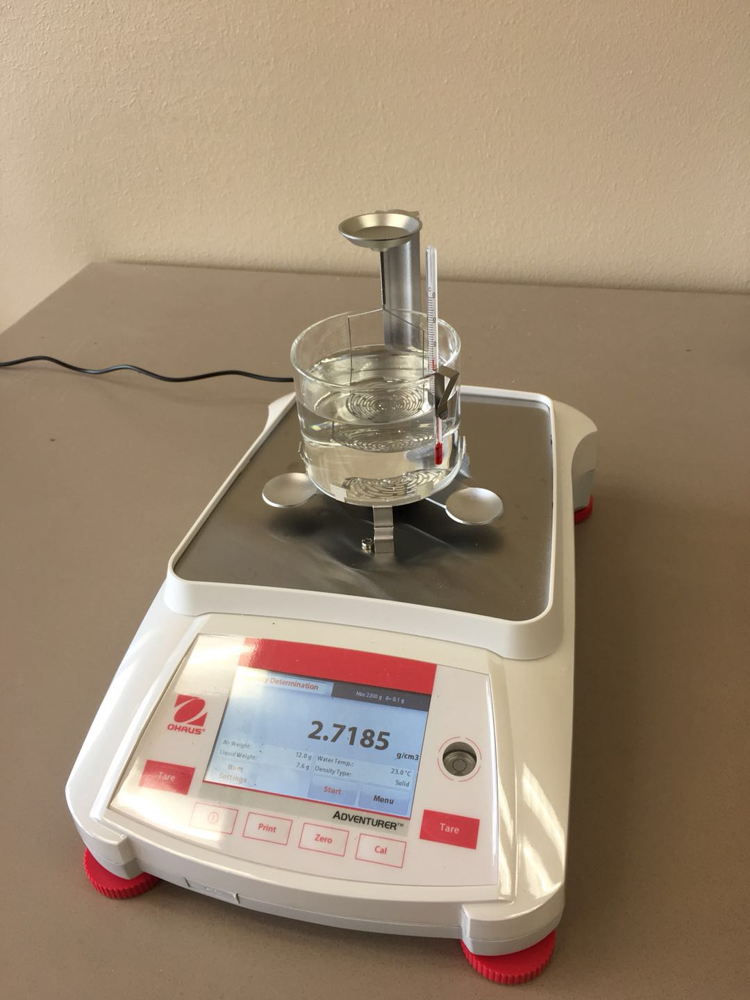 Determination
Max 2200 g d= 0.1 g
2.7185 g/cm3
Air Weight: 12.0 g
Liquid Weight: 7.6 g
Water Temp.: 23.0 °C
Density Type: Solid
Item Settings
Start
Menu
OHAUS®
Tare
ADVENTURER™
Print
Zero
Cal
Tare